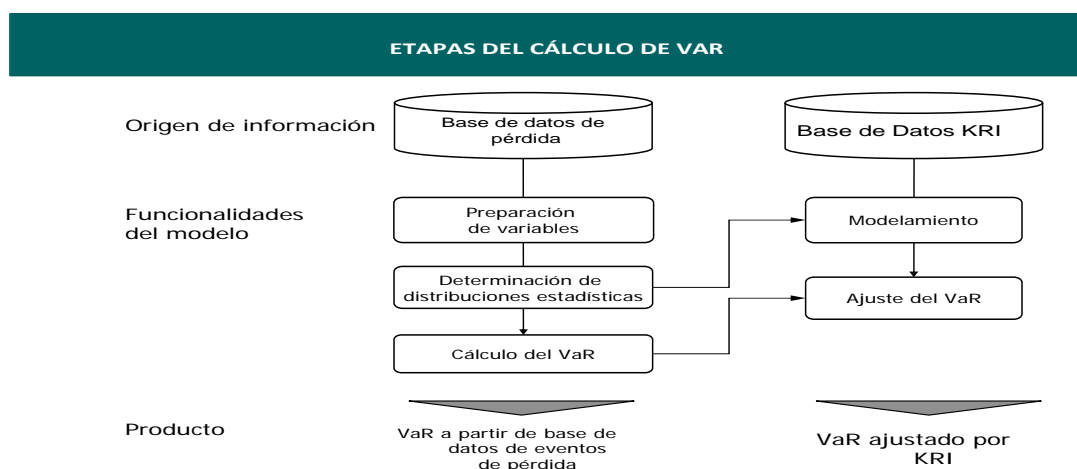 ETAPAS DEL CÁLCULO DE VAR
Origen de información
Base de datos de
pérdida
Base de Datos KRI
Funcionalidades
del modelo
Preparación
de variables
Modelamiento
Determinación de
distribuciones estadísticas
Ajuste del VaR
Cálculo del VaR
Producto
VaR a partir de base de
datos de eventos
de pérdida
VaR ajustado por
KRI